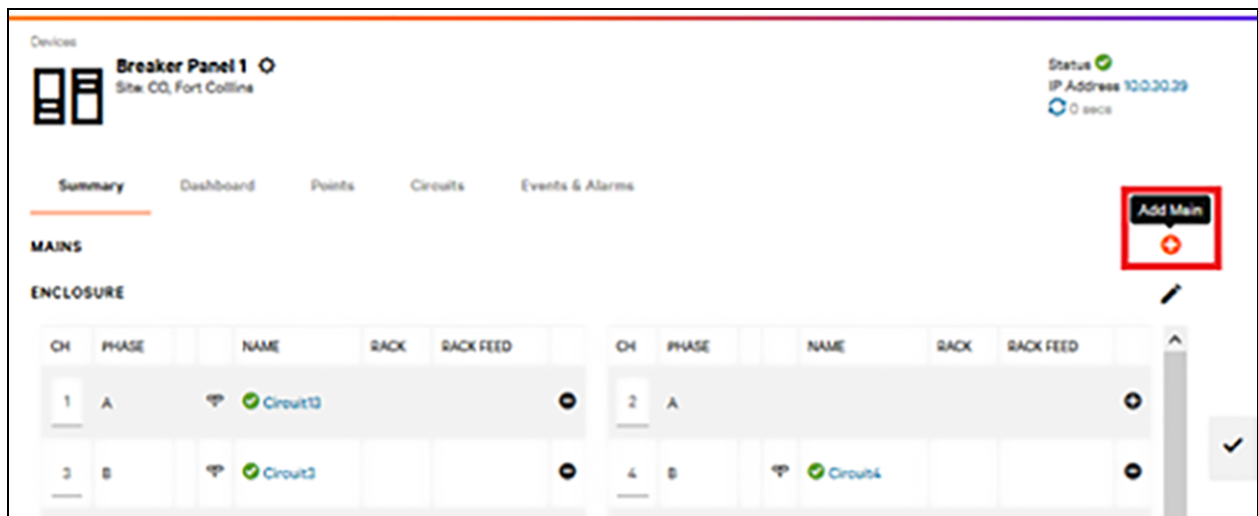 Devices
Breaker Panel 1
Site: CO, Fort Collins
Status
IP Address 10.0.30.39
0 secs
Summary Dashboard Points Circuits Events & Alarms
Add Main
MAINS
ENCLOSURE
CH PHASE NAME RACK RACK FEED CH PHASE NAME RACK RACK FEED
1 A Circuit13 2 A
3 B Circuit3 4 B Circuit4